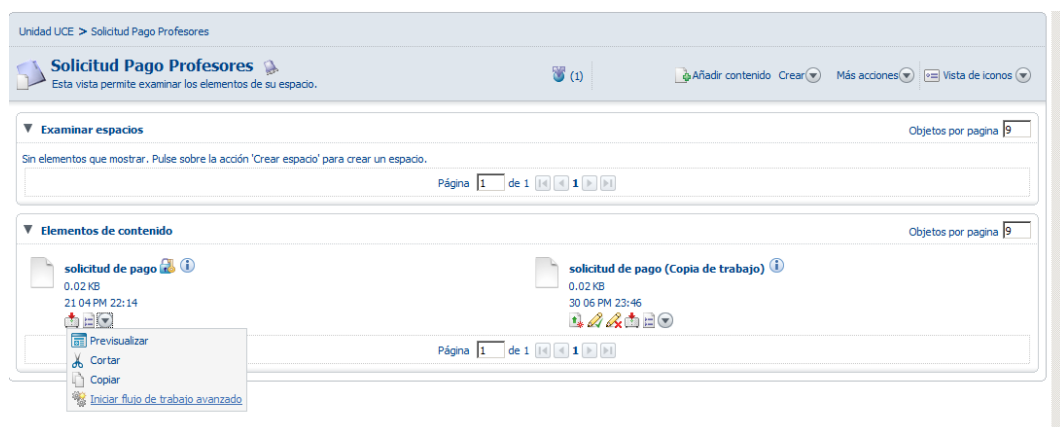 Unidad UCE > Solicitud Pago Profesores
Solicitud Pago Profesores
Esta vista permite examinar los elementos de su espacio.
(1)
Añadir contenido Crear Más acciones Vista de iconos
Examinar espacios
Objetos por pagina 9
Sin elementos que mostrar. Pulse sobre la acción 'Crear espacio' para crear un espacio.
Página 1 de 1 1
Elementos de contenido
Objetos por pagina 9
solicitud de pago
0.02 KB
21 04 PM 22:14
solicitud de pago (Copia de trabajo)
0.02 KB
30 06 PM 23:46
Previsualizar
Cortar
Copiar
Iniciar flujo de trabajo avanzado
Página 1 de 1 1